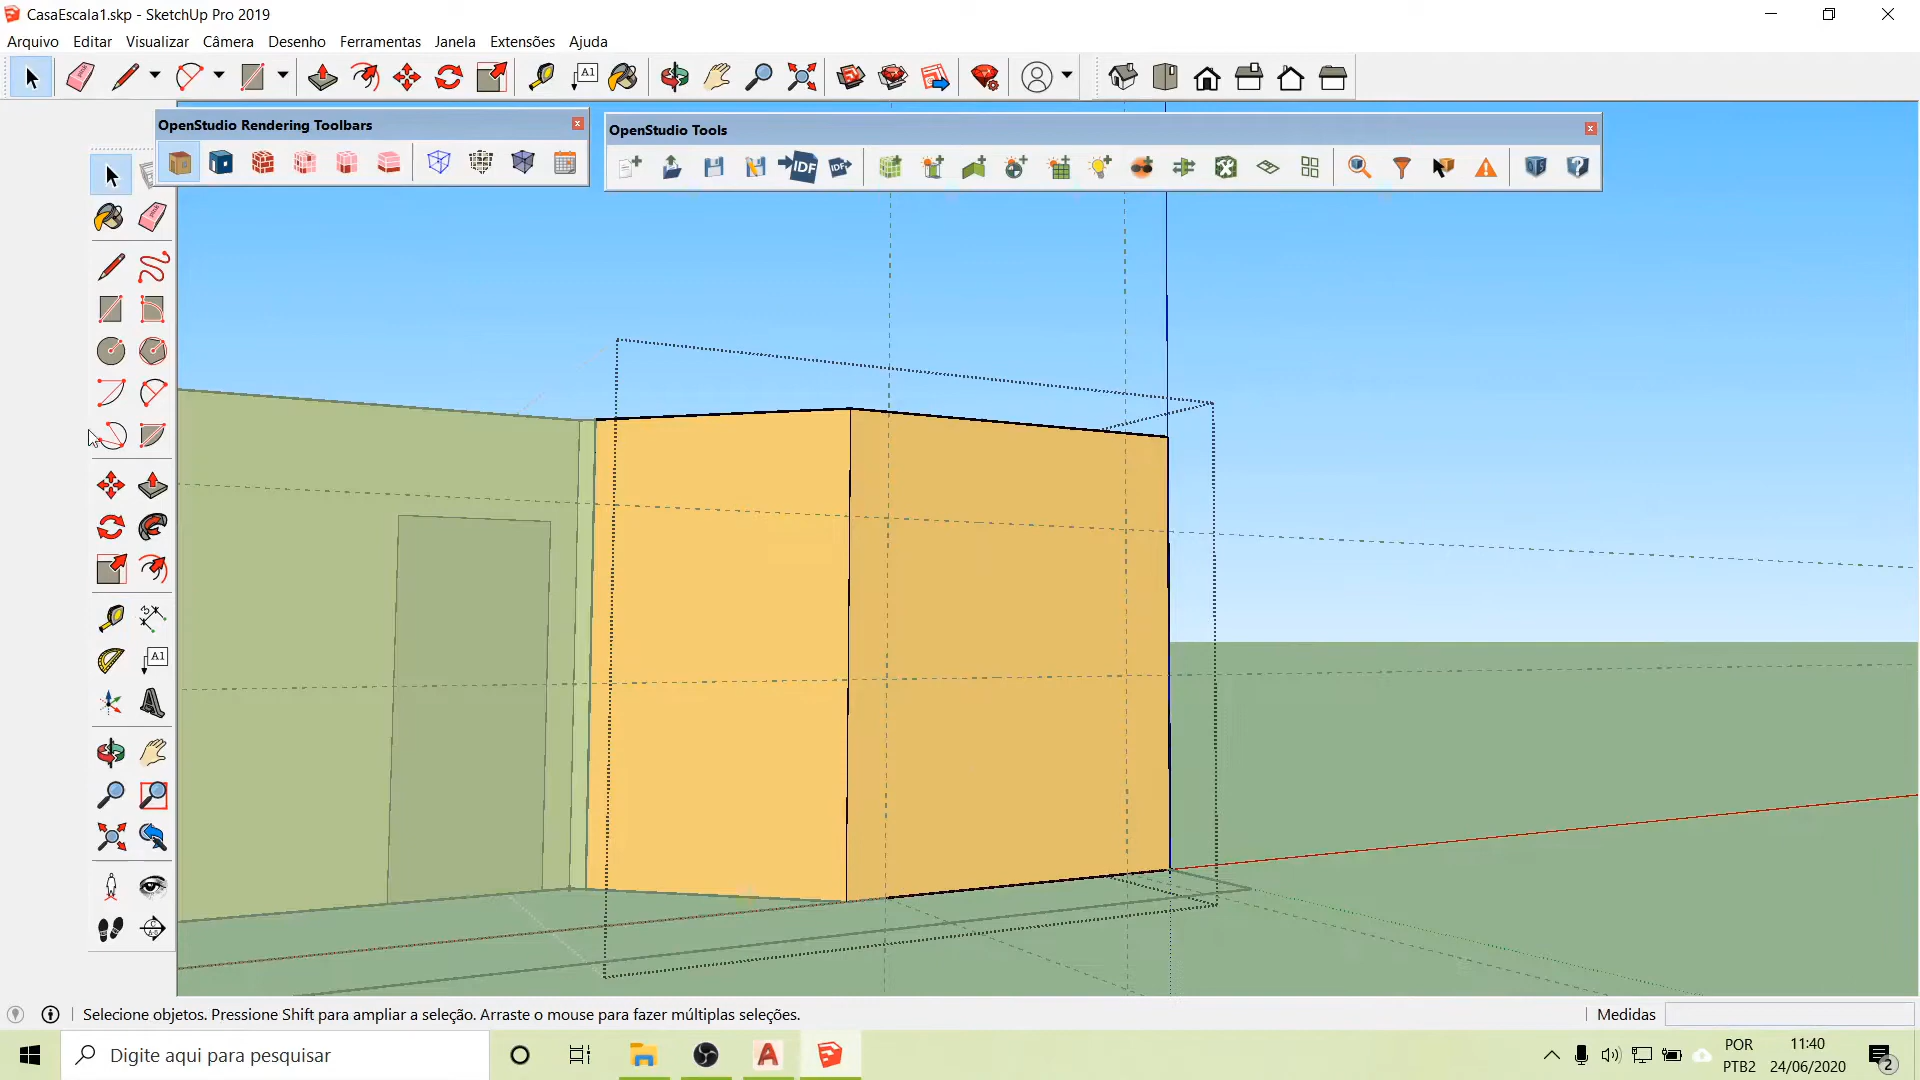 CasaEscala1.skp - SketchUp Pro 2019
Arquivo Editar Visualizar Câmera Desenho Ferramentas Janela Extensões Ajuda
A1
OpenStudio Rendering Toolbars
OpenStudio Tools
IDF
IDF
A1
Selecione objetos. Pressione Shift para ampliar a seleção. Arraste o mouse para fazer múltiplas seleções.
Medidas
Digite aqui para pesquisar
POR
PTB2
11:40
24/06/2020
2